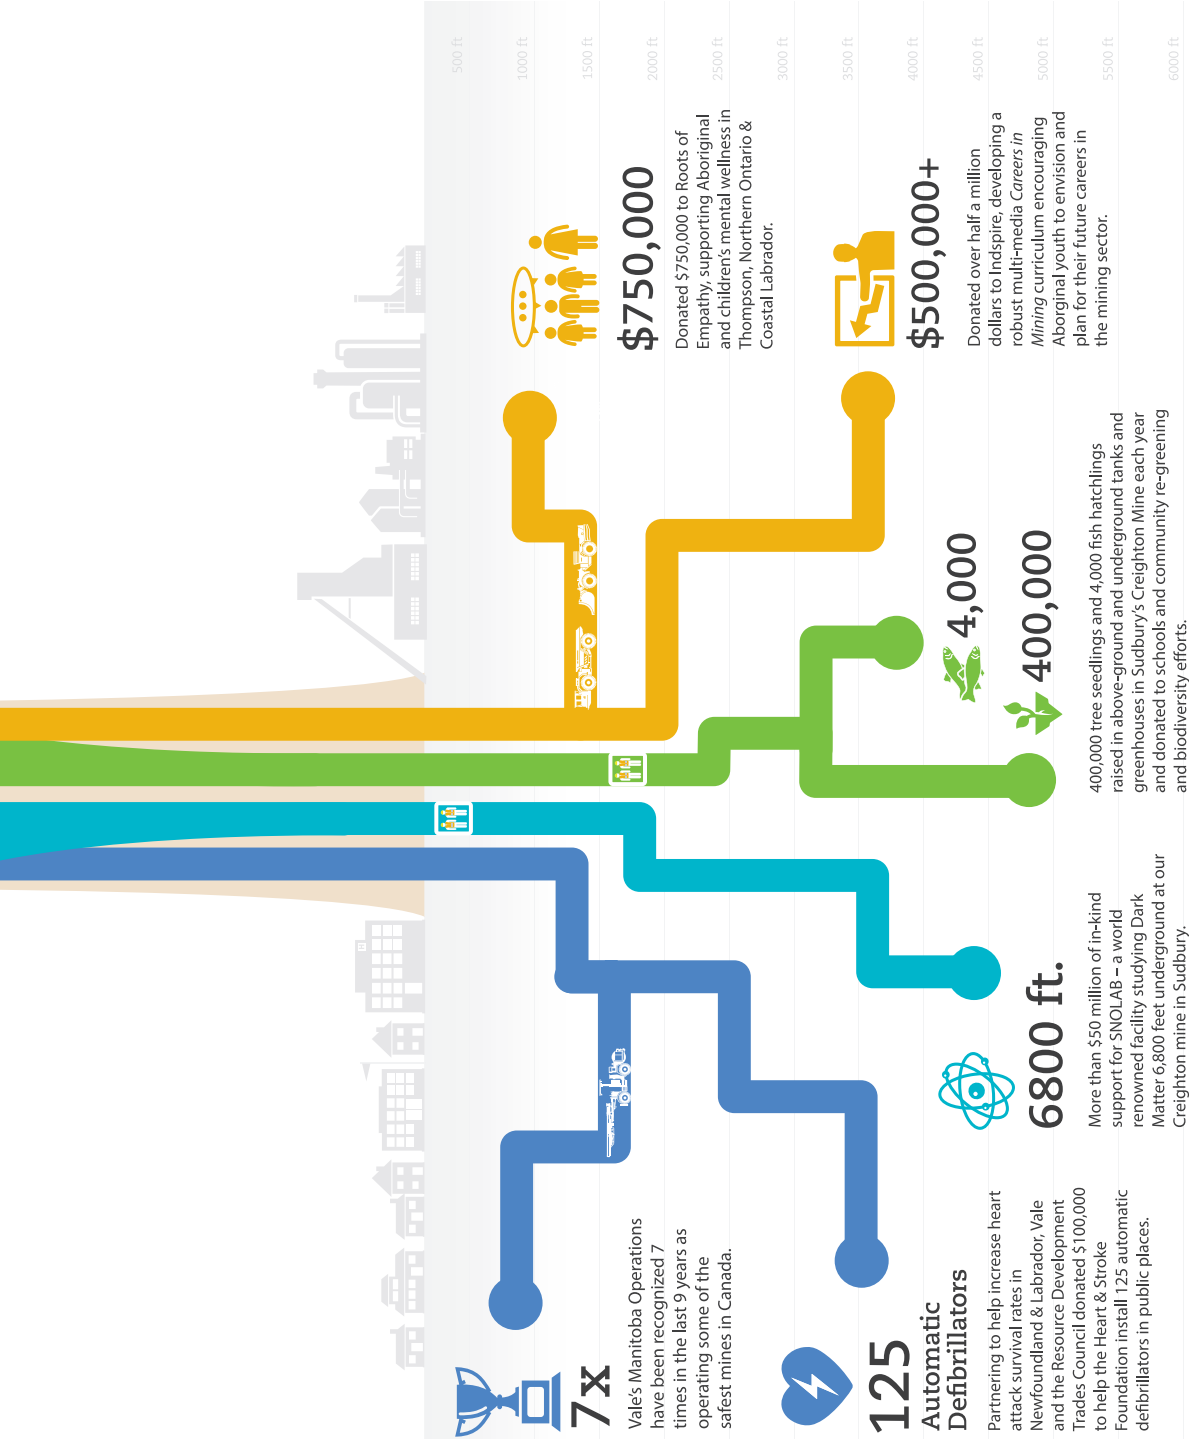 500 ft
1000 ft
1500 ft
2000 ft
2500 ft
3000 ft
3500 ft
4000 ft
4500 ft
5000 ft
5500 ft
6000 ft
7x
Vale's Manitoba Operations
have been recognized 7
times in the last 9 years as
operating some of the
safest mines in Canada.
125
Automatic
Defibrillators
Partnering to help increase heart
attack survival rates in
Newfoundland & Labrador, Vale
and the Resource Development
Trades Council donated $100,000
to help the Heart & Stroke
Foundation install 125 automatic
defibrillators in public places.
6800 ft.
More than $50 million of in-kind
support for SNOLAB – a world
renowned facility studying Dark
Matter 6,800 feet underground at our
Creighton mine in Sudbury.
4,000
400,000
400,000 tree seedlings and 4,000 fish hatchlings
raised in above-ground and underground tanks and
greenhouses in Sudbury's Creighton Mine each year
and donated to schools and community re-greening
and biodiversity efforts.
$750,000
Donated $750,000 to Roots of
Empathy, supporting Aboriginal
and children's mental wellness in
Thompson, Northern Ontario &
Coastal Labrador.
$500,000+
Donated over half a million
dollars to Indspire, developing a
robust multi-media Careers in
Mining curriculum encouraging
Aborginal youth to envision and
plan for their future careers in
the mining sector.